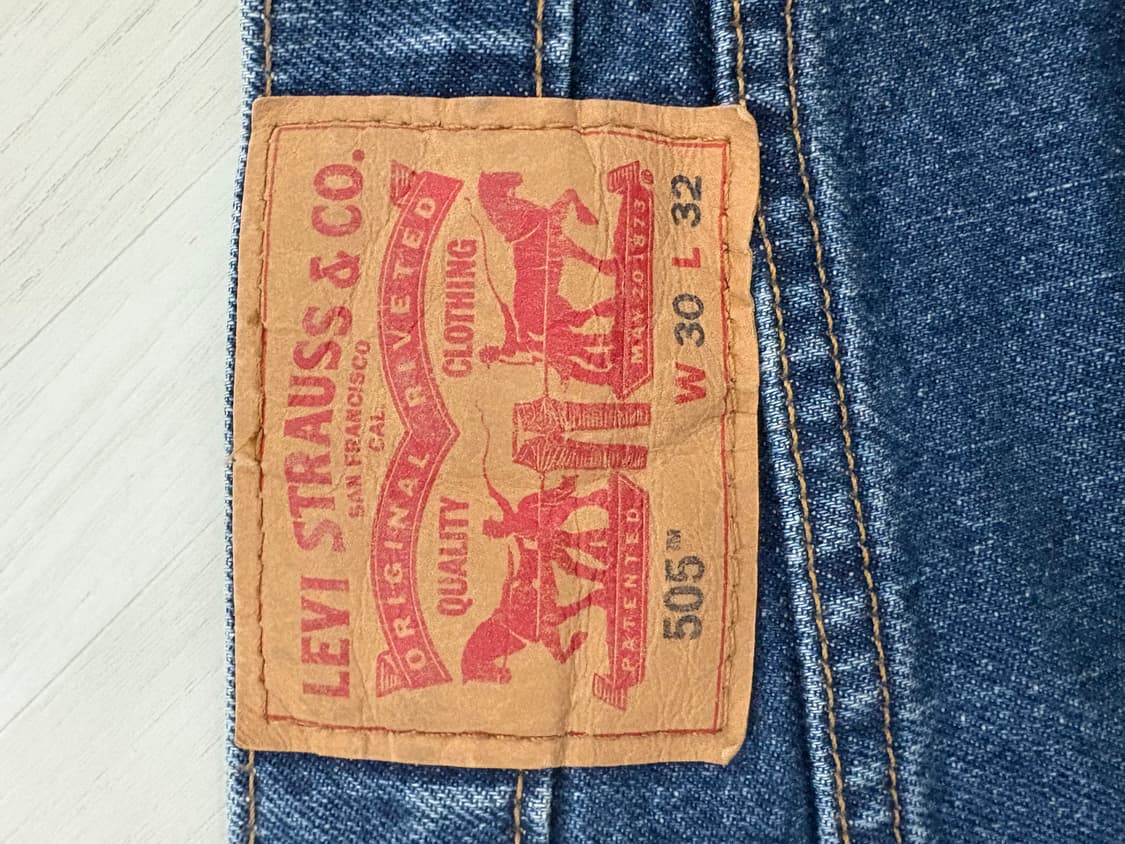 LEVI STRAUSS & CO.
SAN FRANCISCO
CAL.
ORIGINAL RIVETED
QUALITY CLOTHING
PATENTED MAY 20 1873®
505™ W 30 L 32